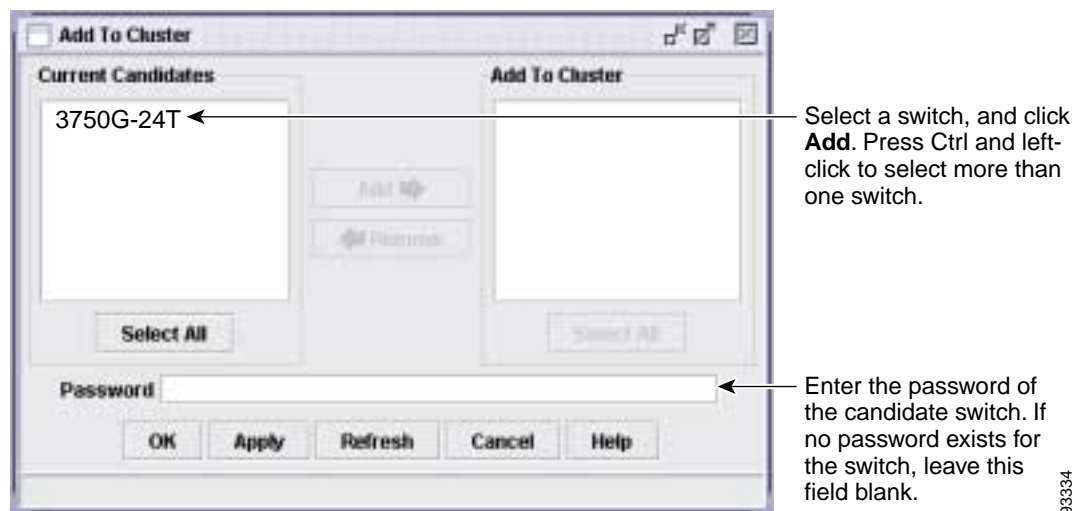 Add To Cluster
Current Candidates
Add To Cluster
3750G-24T
Select a switch, and click
Add. Press Ctrl and left-
click to select more than
one switch.
Add
Remove
Select All
Select All
Password
Enter the password of
the candidate switch. If
no password exists for
the switch, leave this
field blank.
OK Apply Refresh Cancel Help
93334